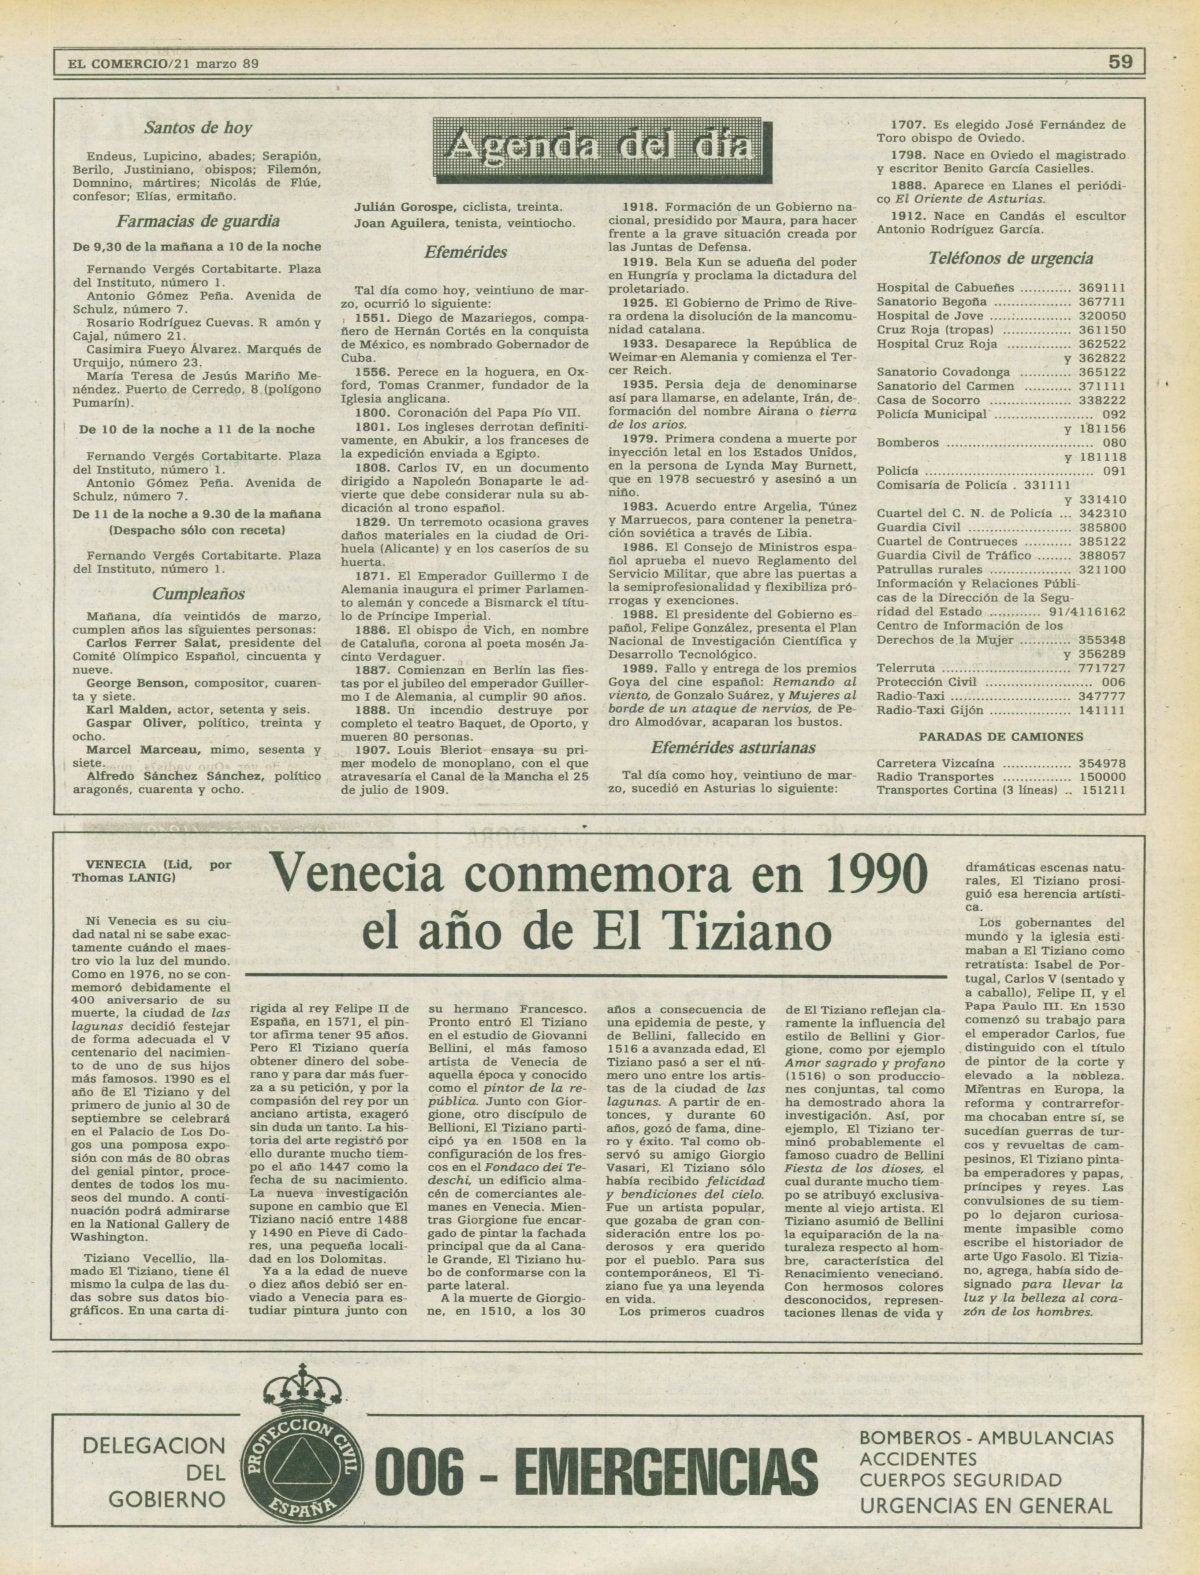 EL COMERCIO/21 marzo 89
59
Agenda del día
Santos de hoy
Endeus, Lupicino, abades; Serapión,
Berilo, Justiniano, obispos; Filemón,
Domnino, mártires; Nicolás de Flúe,
confesor; Elías, ermitaño.
Farmacias de guardia
De 9,30 de la mañana a 10 de la noche
Fernando Vergés Cortabitarte. Plaza
del Instituto, número 1.
Antonio Gómez Peña. Avenida de
Schulz, número 7.
Rosario Rodríguez Cuevas. R amón y
Cajal, número 21.
Casimira Fueyo Álvarez. Marqués de
Urquijo, número 23.
María Teresa de Jesús Mariño Me-
néndez. Puerto de Cerredo, 8 (polígono
Pumarín).
De 10 de la noche a 11 de la noche
Fernando Vergés Cortabitarte. Plaza
del Instituto, número 1.
Antonio Gómez Peña. Avenida de
Schulz, número 7.
De 11 de la noche a 9.30 de la mañana
(Despacho sólo con receta)
Fernando Vergés Cortabitarte. Plaza
del Instituto, número 1.
Cumpleaños
Mañana, día veintidós de marzo,
cumplen años las siguientes personas:
Carlos Ferrer Salat, presidente del
Comité Olímpico Español, cincuenta y
nueve.
George Benson, compositor, cuaren-
ta y siete.
Karl Malden, actor, setenta y seis.
Gaspar Oliver, político, treinta y
ocho.
Marcel Marceau, mimo, sesenta y
siete.
Alfredo Sánchez Sánchez, político
aragonés, cuarenta y ocho.
Julián Gorospe, ciclista, treinta.
Joan Aguilera, tenista, veintiocho.
Efemérides
Tal día como hoy, veintiuno de mar-
zo, ocurrió lo siguiente:
1551. Diego de Mazariegos, compa-
ñero de Hernán Cortés en la conquista
de México, es nombrado Gobernador de
Cuba.
1556. Perece en la hoguera, en Ox-
ford, Tomas Cranmer, fundador de la
Iglesia anglicana.
1800. Coronación del Papa Pío VII.
1801. Los ingleses derrotan definiti-
vamente, en Abukir, a los franceses de
la expedición enviada a Egipto.
1808. Carlos IV, en un documento
dirigido a Napoleón Bonaparte le ad-
vierte que debe considerar nula su ab-
dicación al trono español.
1829. Un terremoto ocasiona graves
daños materiales en la ciudad de Ori-
huela (Alicante) y en los caseríos de su
huerta.
1871. El Emperador Guillermo I de
Alemania inaugura el primer Parlamen-
to alemán y concede a Bismarck el títu-
lo de Príncipe Imperial.
1886. El obispo de Vich, en nombre
de Cataluña, corona al poeta mosén Ja-
cinto Verdaguer.
1887. Comienzan en Berlín las fies-
tas por el jubileo del emperador Guiller-
mo I de Alemania, al cumplir 90 años.
1888. Un incendio destruye por
completo el teatro Baquet, de Oporto, y
mueren 80 personas.
1907. Louis Bleriot ensaya su pri-
mer modelo de monoplano, con el que
atravesaría el Canal de la Mancha el 25
de julio de 1909.
1918. Formación de un Gobierno na-
cional, presidido por Maura, para hacer
frente a la grave situación creada por
las Juntas de Defensa.
1919. Bela Kun se adueña del poder
en Hungría y proclama la dictadura del
proletariado.
1925. El Gobierno de Primo de Rive-
ra ordena la disolución de la mancomu-
nidad catalana.
1933. Desaparece la República de
Weimar en Alemania y comienza el Ter-
cer Reich.
1935. Persia deja de denominarse
así para llamarse, en adelante, Irán, de-
formación del nombre Airana o tierra
de los arios.
1979. Primera condena a muerte por
inyección letal en los Estados Unidos,
en la persona de Lynda May Burnett,
que en 1978 secuestró y asesinó a un
niño.
1983. Acuerdo entre Argelia, Túnez
y Marruecos, para contener la penetra-
ción soviética a través de Libia.
1986. El Consejo de Ministros espa-
ñol aprueba el nuevo Reglamento del
Servicio Militar, que abre las puertas a
la semiprofesionalidad y flexibiliza pró-
rrogas y exenciones.
1988. El presidente del Gobierno es-
pañol, Felipe González, presenta el Plan
Nacional de Investigación Científica y
Desarrollo Tecnológico.
1989. Fallo y entrega de los premios
Goya del cine español: Remando al
viento, de Gonzalo Suárez, y Mujeres al
borde de un ataque de nervios, de Pe-
dro Almodóvar, acaparan los bustos.
Efemérides asturianas
Tal día como hoy, veintiuno de mar-
zo, sucedió en Asturias lo siguiente:
1707. Es elegido José Fernández de
Toro obispo de Oviedo.
1798. Nace en Oviedo el magistrado
y escritor Benito García Casielles.
1888. Aparece en Llanes el periódi-
co El Oriente de Asturias.
1912. Nace en Candás el escultor
Antonio Rodríguez García.
Teléfonos de urgencia
Hospital de Cabueñes ........... 369111
Sanatorio Begoña .................. 367711
Hospital de Jove ................... 320050
Cruz Roja (tropas) ................ 361150
Hospital Cruz Roja ............... 362522
y 362822
Sanatorio Covadonga ............ 365122
Sanatorio del Carmen ........... 371111
Casa de Socorro ................... 338222
Policía Municipal ...................... 092
y 181156
Bomberos ................................. 080
y 181118
Policía ..................................... 091
Comisaría de Policía . 331111
y 331410
Cuartel del C. N. de Policía ... 342310
Guardia Civil ........................ 385800
Cuartel de Contrueces ........... 385122
Guardia Civil de Tráfico ........ 388057
Patrullas rurales ................... 321100
Información y Relaciones Públi-
cas de la Dirección de la Segu-
ridad del Estado ............ 91/4116162
Centro de Información de los
Derechos de la Mujer ............ 355348
y 356289
Telerruta ............................. 771727
Protección Civil ........................ 006
Radio-Taxi ............................ 347777
Radio-Taxi Gijón ................... 141111
PARADAS DE CAMIONES
Carretera Vizcaína ................ 354978
Radio Transportes ................. 150000
Transportes Cortina (3 líneas) .. 151211
Venecia conmemora en 1990
el año de El Tiziano
VENECIA (Lid, por
Thomas LANIG)
Ni Venecia es su ciu-
dad natal ni se sabe exac-
tamente cuándo el maes-
tro vio la luz del mundo.
Como en 1976, no se con-
memoró debidamente el
400 aniversario de su
muerte, la ciudad de las
lagunas decidió festejar
de forma adecuada el V
centenario del nacimien-
to de uno de sus hijos
más famosos. 1990 es el
año de El Tiziano y del
primero de junio al 30 de
septiembre se celebrará
en el Palacio de Los Do-
gos una pomposa expo-
sión con más de 80 obras
del genial pintor, proce-
dentes de todos los mu-
seos del mundo. A conti-
nuación podrá admirarse
en la National Gallery de
Washington.
Tiziano Vecellio, lla-
mado El Tiziano, tiene él
mismo la culpa de las du-
das sobre sus datos bio-
gráficos. En una carta di-
rigida al rey Felipe II de
España, en 1571, el pin-
tor afirma tener 95 años.
Pero El Tiziano quería
obtener dinero del sobe-
rano y para dar más fuer-
za a su petición, y por la
compasión del rey por un
anciano artista, exageró
sin duda un tanto. La his-
toria del arte registró por
ello durante mucho tiem-
po el año 1447 como la
fecha de su nacimiento.
La nueva investigación
supone en cambio que El
Tiziano nació entre 1488
y 1490 en Pieve di Cado-
res, una pequeña locali-
dad en los Dolomitas.
Ya a la edad de nueve
o diez años debió ser en-
viado a Venecia para es-
tudiar pintura junto con
su hermano Francesco.
Pronto entró El Tiziano
en el estudio de Giovanni
Bellini, el más famoso
artista de Venecia de
aquella época y conocido
como el pintor de la re-
pública. Junto con Gior-
gione, otro discípulo de
Bellioni, El Tiziano parti-
cipó ya en 1508 en la
configuración de los fres-
cos en el Fondaco dei Te-
deschi, un edificio alma-
cén de comerciantes ale-
manes en Venecia. Mien-
tras Giorgione fue encar-
gado de pintar la fachada
principal que da al Cana-
le Grande, El Tiziano hu-
bo de conformarse con la
parte lateral.
A la muerte de Giorgio-
ne, en 1510, a los 30
años a consecuencia de
una epidemia de peste, y
de Bellini, fallecido en
1516 a avanzada edad, El
Tiziano pasó a ser el nú-
mero uno entre los artis-
tas de la ciudad de las
lagunas. A partir de en-
tonces, y durante 60
años, gozó de fama, dine-
ro y éxito. Tal como ob-
servó su amigo Giorgio
Vasari, El Tiziano sólo
había recibido felicidad
y bendiciones del cielo.
Fue un artista popular,
que gozaba de gran con-
sideración entre los po-
derosos y era querido
por el pueblo. Para sus
contemporáneos, El Ti-
ziano fue ya una leyenda
en vida.
Los primeros cuadros
de El Tiziano reflejan cla-
ramente la influencia del
estilo de Bellini y Gior-
gione, como por ejemplo
Amor sagrado y profano
(1516) o son produccio-
nes conjuntas, tal como
ha demostrado ahora la
investigación. Así, por
ejemplo, El Tiziano ter-
minó probablemente el
famoso cuadro de Bellini
Fiesta de los dioses, el
cual durante mucho tiem-
po se atribuyó exclusiva-
mente al viejo artista. El
Tiziano asumió de Bellini
la equiparación de la na-
turaleza respecto al hom-
bre, característica del
Renacimiento veneciano.
Con hermosos colores
desconocidos, represen-
taciones llenas de vida y
dramáticas escenas natu-
rales, El Tiziano prosi-
guió esa herencia artísti-
ca.
Los gobernantes del
mundo y la iglesia esti-
maban a El Tiziano como
retratista: Isabel de Por-
tugal, Carlos V (sentado y
a caballo), Felipe II, y el
Papa Paulo III. En 1530
comenzó su trabajo para
el emperador Carlos, fue
distinguido con el título
de pintor de la corte y
elevado a la nobleza.
Mientras en Europa, la
reforma y contrarrefor-
ma chocaban entre sí, se
sucedían guerras de tur-
cos y revueltas de cam-
pesinos, El Tiziano pinta-
ba emperadores y papas,
príncipes y reyes. Las
convulsiones de su tiem-
po lo dejaron curiosa-
mente impasible como
escribe el historiador de
arte Ugo Fasolo. El Tizia-
no, agrega, había sido de-
signado para llevar la
luz y la belleza al cora-
zón de los hombres.
DELEGACION
DEL
GOBIERNO
PROTECCION CIVIL
ESPAÑA
006 - EMERGENCIAS
BOMBEROS - AMBULANCIAS
ACCIDENTES
CUERPOS SEGURIDAD
URGENCIAS EN GENERAL